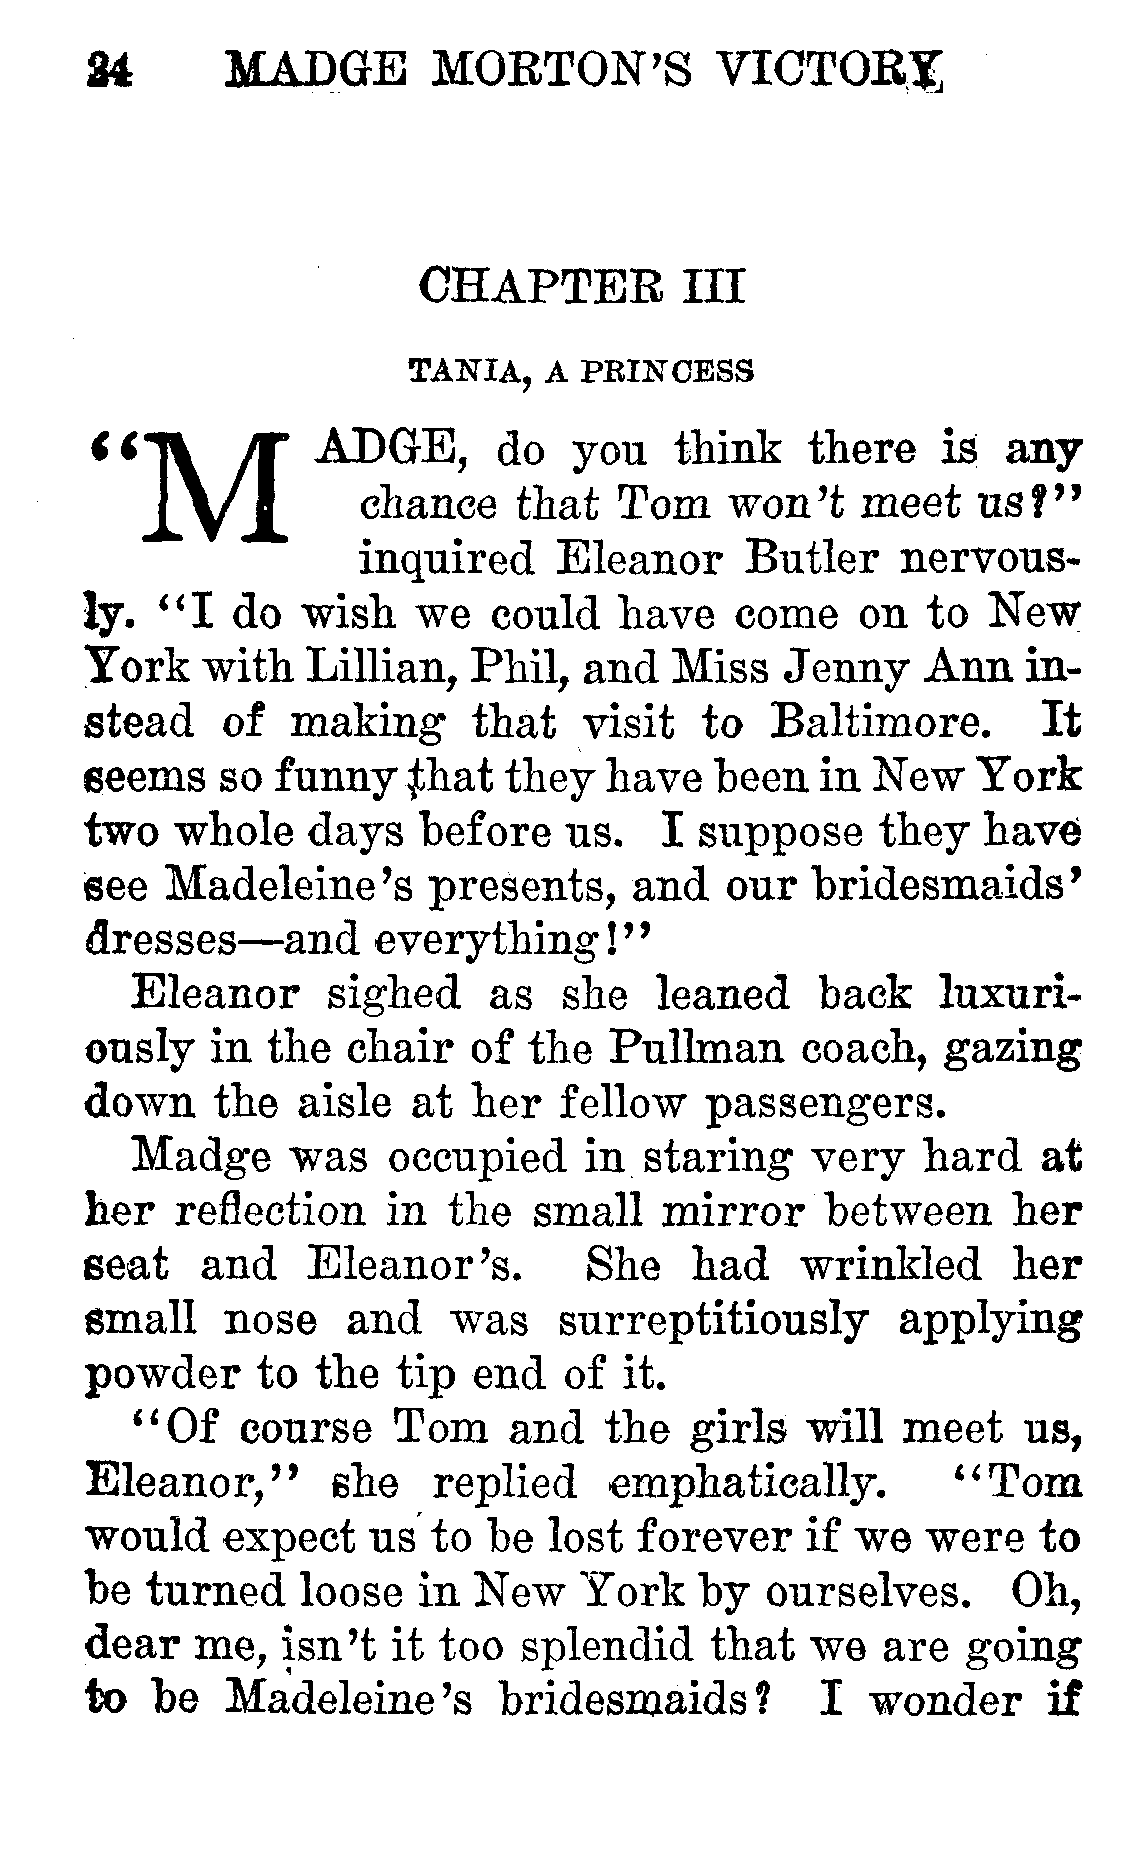 24 MADGE MORTON'S VICTORY
CHAPTER III
TANIA, A PRINCESS
“MADGE, do you think there is any
chance that Tom won't meet us?”
inquired Eleanor Butler nervous-
ly. “I do wish we could have come on to New
York with Lillian, Phil, and Miss Jenny Ann in-
stead of making that visit to Baltimore. It
seems so funny that they have been in New York
two whole days before us. I suppose they have
see Madeleine's presents, and our bridesmaids'
dresses—and everything!”
Eleanor sighed as she leaned back luxuri-
ously in the chair of the Pullman coach, gazing
down the aisle at her fellow passengers.
Madge was occupied in staring very hard at
her reflection in the small mirror between her
seat and Eleanor's. She had wrinkled her
small nose and was surreptitiously applying
powder to the tip end of it.
“Of course Tom and the girls will meet us,
Eleanor,” she replied emphatically. “Tom
would expect us to be lost forever if we were to
be turned loose in New York by ourselves. Oh,
dear me, isn't it too splendid that we are going
to be Madeleine's bridesmaids? I wonder if